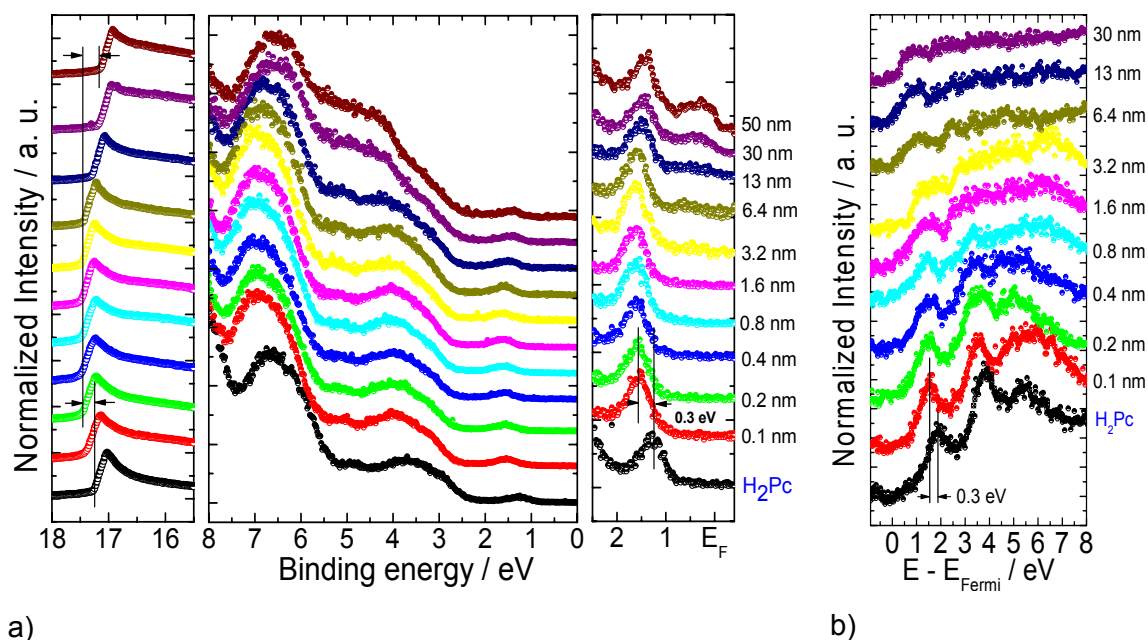 Normalized Intensity / a. u.
18 17 16
8 7 6 5 4 3 2 1 0
2 1 E_F
Binding energy / eV
50 nm
30 nm
13 nm
6.4 nm
3.2 nm
1.6 nm
0.8 nm
0.4 nm
0.2 nm
0.3 eV
0.1 nm
H₂Pc
a)
Normalized Intensity / a. u.
30 nm
13 nm
6.4 nm
3.2 nm
1.6 nm
0.8 nm
0.4 nm
0.2 nm
0.1 nm
H₂Pc
0.3 eV
0 1 2 3 4 5 6 7 8
E - E_Fermi / eV
b)